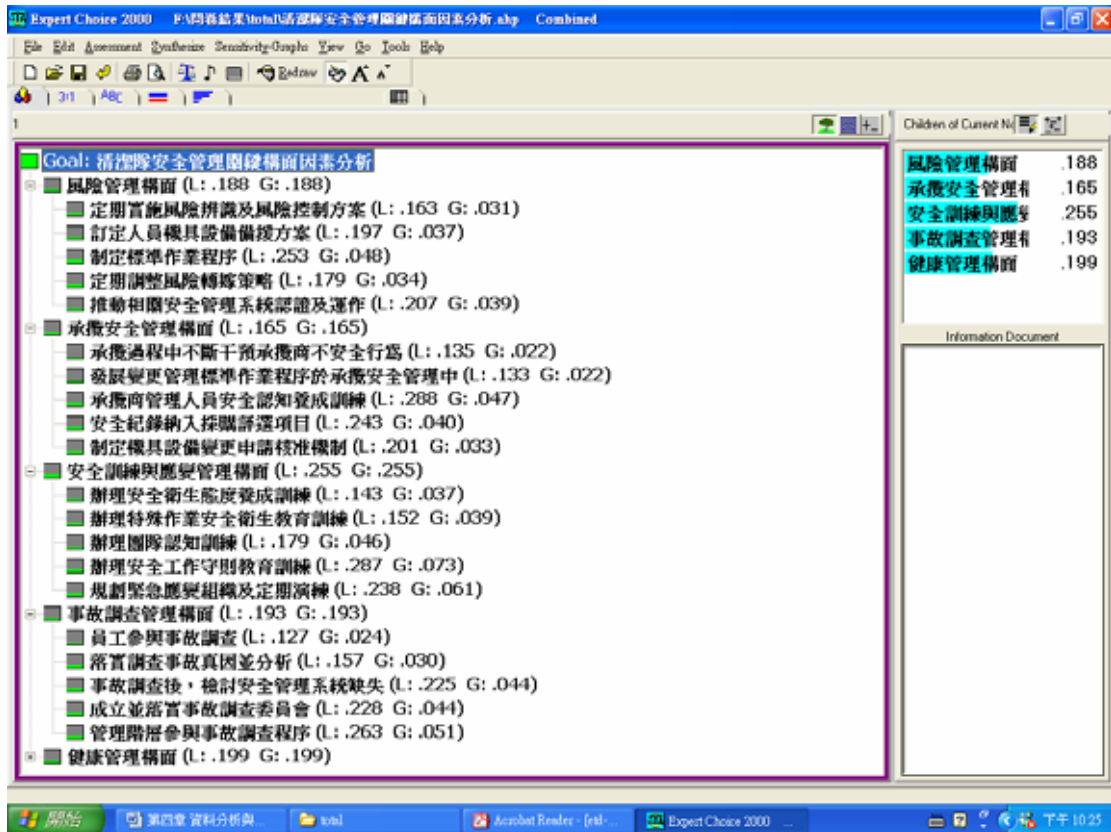 Expert Choice 2000 F:\問卷結果\total\清潔隊安全管理關鍵構面因素分析.ahp Combined
File Edit Assessment Synthesize Sensitivity-Graphs View Go Tools Help
Redraw A A
3:1 ABC
1
Children of Current No
Goal: 清潔隊安全管理關鍵構面因素分析
風險管理構面 (L: .188 G: .188)
定期實施風險辨識及風險控制方案 (L: .163 G: .031)
訂定人員機具設備備援方案 (L: .197 G: .037)
制定標準作業程序 (L: .253 G: .048)
定期調整風險轉嫁策略 (L: .179 G: .034)
推動相關安全管理系統認證及運作 (L: .207 G: .039)
承攬安全管理構面 (L: .165 G: .165)
承攬過程中不斷干預承攬商不安全行為 (L: .135 G: .022)
發展變更管理標準作業程序於承攬安全管理中 (L: .133 G: .022)
承攬商管理人員安全認知養成訓練 (L: .288 G: .047)
安全紀錄納入採購評選項目 (L: .243 G: .040)
制定機具設備變更申請核准機制 (L: .201 G: .033)
安全訓練與應變管理構面 (L: .255 G: .255)
辦理安全衛生態度養成訓練 (L: .143 G: .037)
辦理特殊作業安全衛生教育訓練 (L: .152 G: .039)
辦理團隊認知訓練 (L: .179 G: .046)
辦理安全工作守則教育訓練 (L: .287 G: .073)
規劃緊急應變組織及定期演練 (L: .238 G: .061)
事故調查管理構面 (L: .193 G: .193)
員工參與事故調查 (L: .127 G: .024)
落實調查事故真因並分析 (L: .157 G: .030)
事故調查後，檢討安全管理系統缺失 (L: .225 G: .044)
成立並落實事故調查委員會 (L: .228 G: .044)
管理階層參與事故調查程序 (L: .263 G: .051)
健康管理構面 (L: .199 G: .199)
風險管理構面 .188
承攬安全管理 .165
安全訓練與應 .255
事故調查管理 .193
健康管理構面 .199
Information Document
開始 第四章 資料分析與... total Acrobat Reader - [etd-... Expert Choice 2000 ... 下午 10:25